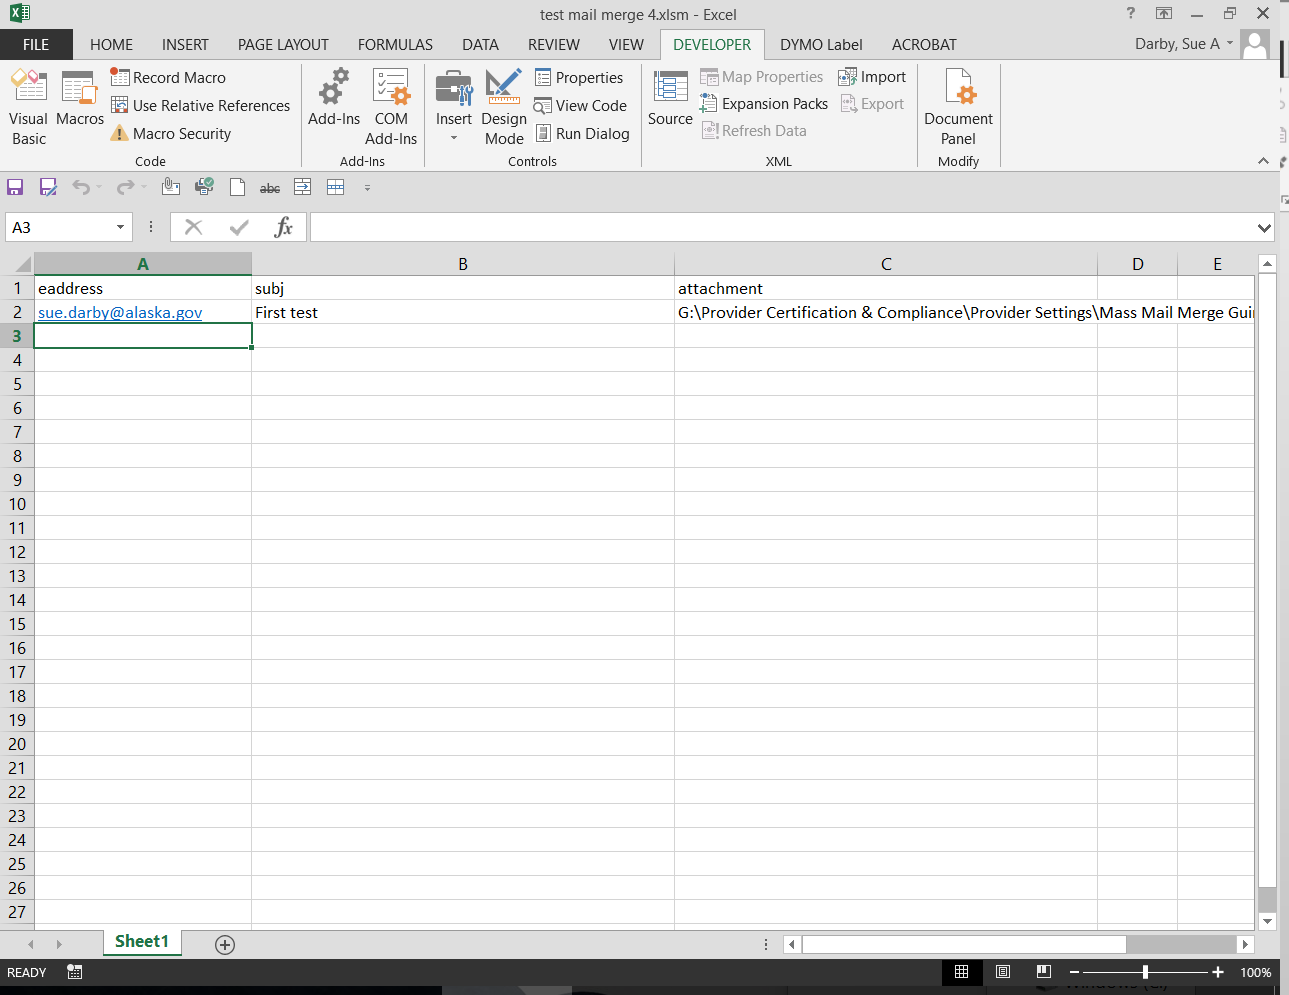 test mail merge 4.xlsm - Excel
FILE HOME INSERT PAGE LAYOUT FORMULAS DATA REVIEW VIEW DEVELOPER DYMO Label ACROBAT Darby, Sue A
Visual Basic
Macros
Record Macro
Use Relative References
Macro Security
Code
Add-Ins
COM Add-Ins
Add-Ins
Insert
Design Mode
Properties
View Code
Run Dialog
Controls
Source
Map Properties
Expansion Packs
Refresh Data
Import
Export
XML
Document Panel
Modify
abc
A3
fx
A B C D E
1 eaddress subj attachment
2 sue.darby@alaska.gov First test G:\Provider Certification & Compliance\Provider Settings\Mass Mail Merge Gui
3
4
5
6
7
8
9
10
11
12
13
14
15
16
17
18
19
20
21
22
23
24
25
26
27
Sheet1
READY 100%